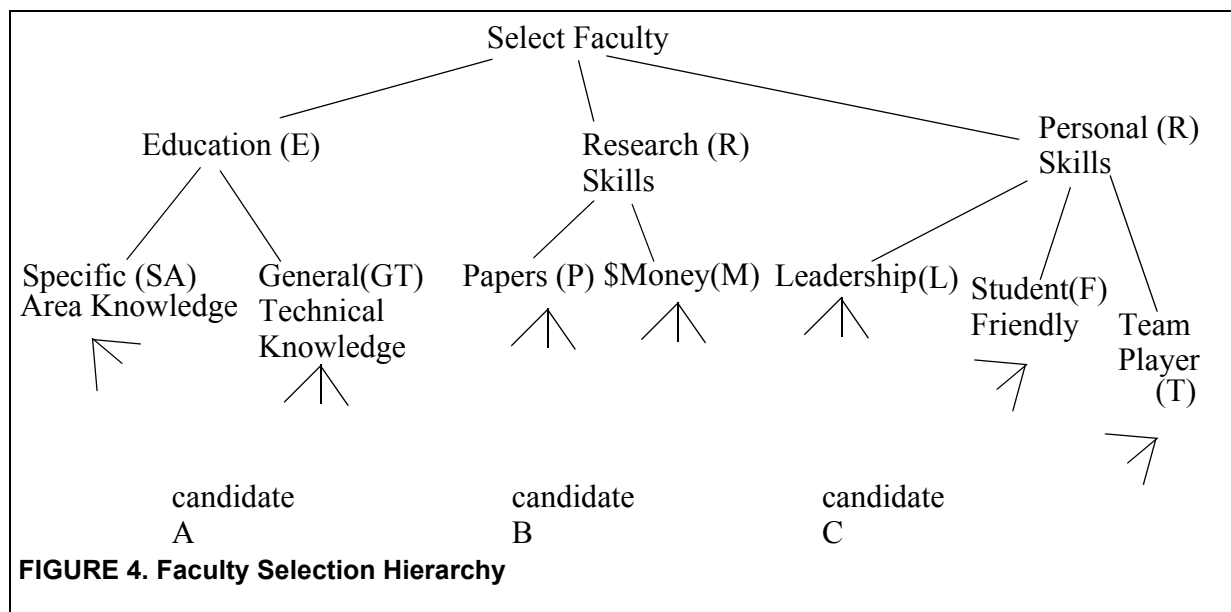 Select Faculty
Education (E)
Research (R)
Skills
Personal (R)
Skills
Specific (SA)
Area Knowledge
General(GT)
Technical
Knowledge
Papers (P)
$Money(M)
Leadership(L)
Student(F)
Friendly
Team
Player
(T)
candidate
A
candidate
B
candidate
C
FIGURE 4. Faculty Selection Hierarchy